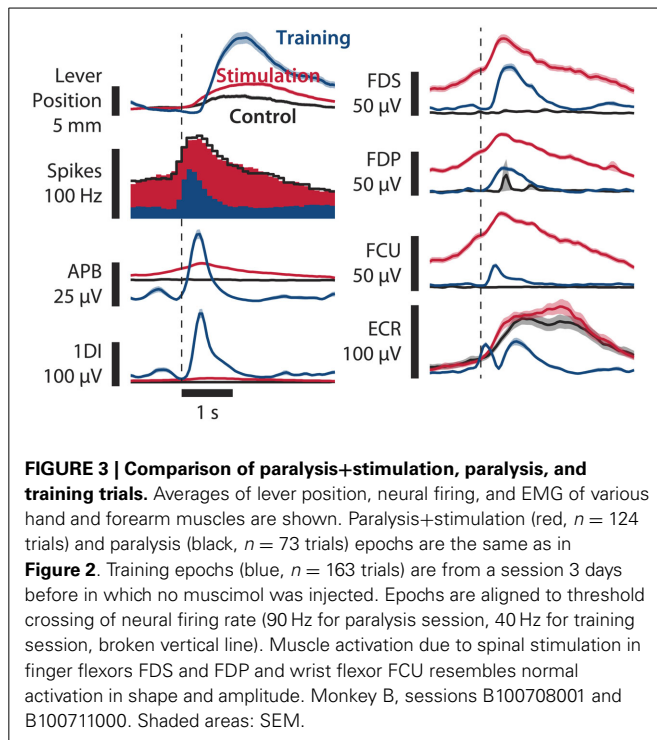 Training
Lever
Position
5 mm
Stimulation
Control
Spikes
100 Hz
APB
25 µV
1DI
100 µV
1 s
FDS
50 µV
FDP
50 µV
FCU
50 µV
ECR
100 µV
FIGURE 3 | Comparison of paralysis+stimulation, paralysis, and
training trials. Averages of lever position, neural firing, and EMG of various
hand and forearm muscles are shown. Paralysis+stimulation (red, n = 124
trials) and paralysis (black, n = 73 trials) epochs are the same as in
Figure 2. Training epochs (blue, n = 163 trials) are from a session 3 days
before in which no muscimol was injected. Epochs are aligned to threshold
crossing of neural firing rate (90 Hz for paralysis session, 40 Hz for training
session, broken vertical line). Muscle activation due to spinal stimulation in
finger flexors FDS and FDP and wrist flexor FCU resembles normal
activation in shape and amplitude. Monkey B, sessions B100708001 and
B100711000. Shaded areas: SEM.